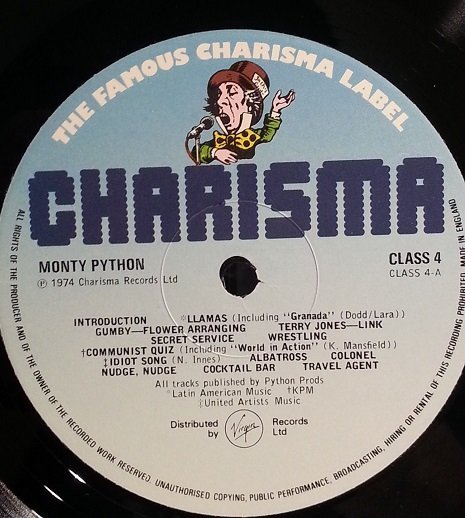 THE FAMOUS CHARISMA LABEL
CHARISMA
MONTY PYTHON
CLASS 4
Ⓟ 1974 Charisma Records Ltd
CLASS 4-A
INTRODUCTION *LLAMAS (Including "Granada" (Dodd/Lara))
GUMBY—FLOWER ARRANGING TERRY JONES—LINK
SECRET SERVICE WRESTLING
†COMMUNIST QUIZ (Including "World in Action" (K. Mansfield))
‡IDIOT SONG (N. Innes) ALBATROSS COLONEL
NUDGE, NUDGE COCKTAIL BAR TRAVEL AGENT
All tracks published by Python Prods
*Latin American Music †KPM
‡United Artists Music
Distributed by Virgin Records Ltd
ALL RIGHTS OF THE PRODUCER AND OF THE OWNER OF THE RECORDED WORK RESERVED. UNAUTHORISED COPYING, PUBLIC PERFORMANCE, BROADCASTING, HIRING OR RENTAL OF THIS RECORDING PROHIBITED. MADE IN ENGLAND